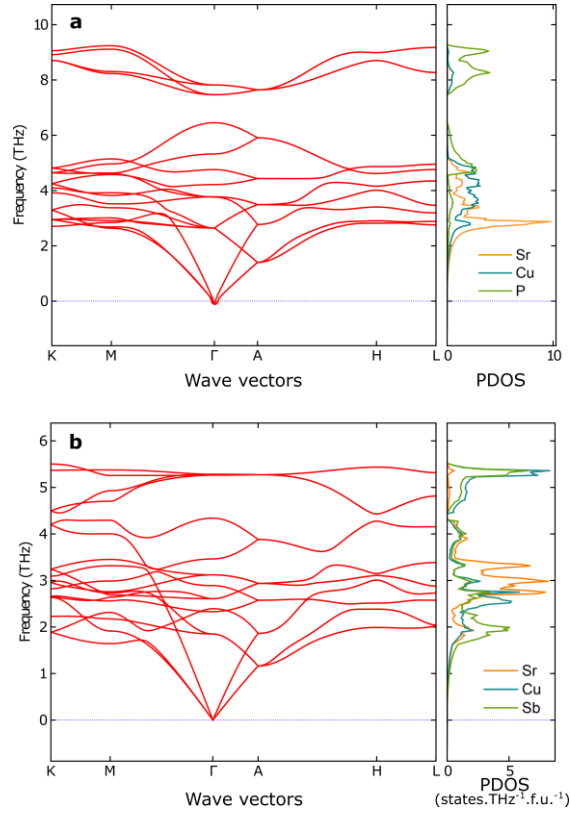 a
10
8
6
4
2
0
Frequency (THz)
K M Γ A H L
Wave vectors
Sr
Cu
P
0 10
PDOS
b
6
5
4
3
2
1
0
Frequency (THz)
K M Γ A H L
Wave vectors
Sr
Cu
Sb
0 5
PDOS
(states.THz⁻¹.f.u.⁻¹)